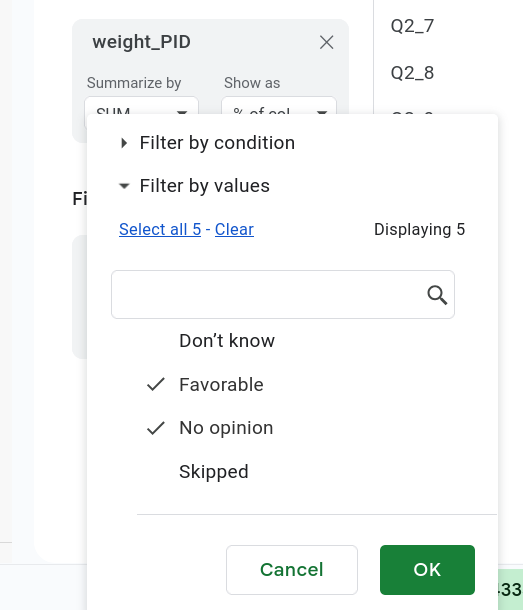 Q2_7
weight_PID
Q2_8
Summarize by Show as
SUM % of col
Filter by condition
Fi
Filter by values
Select all 5 - Clear Displaying 5
Don’t know
Favorable
No opinion
Skipped
Cancel OK
433